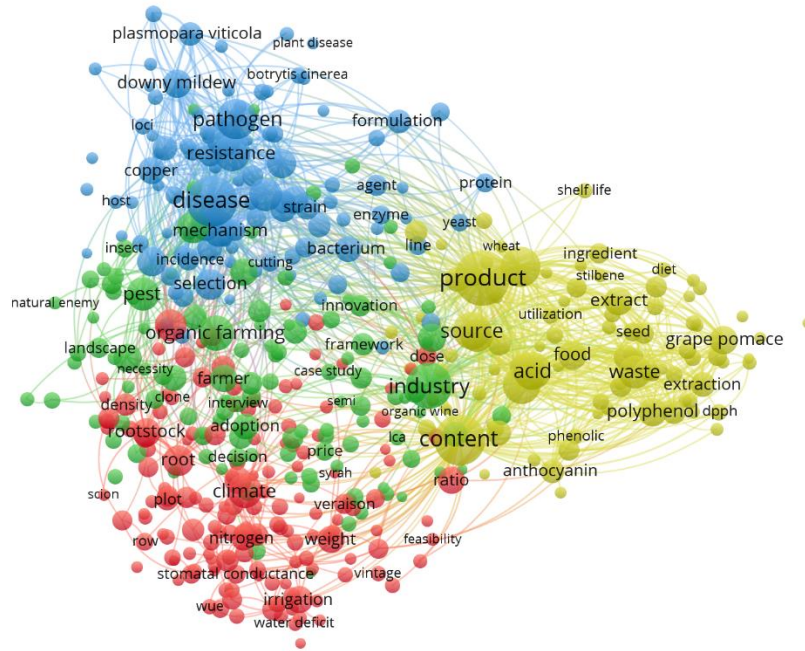 plasmopara viticola
plant disease
downy mildew
botrytis cinerea
pathogen
loci
formulation
resistance
copper
agent
protein
shelf life
host
disease
strain
enzyme
yeast
mechanism
line
wheat
insect
bacterium
ingredient
incidence
cutting
product
stilbene
diet
natural enemy
pest
selection
extract
innovation
utilization
organic farming
source
seed
landscape
framework
grape pomace
necessity
case study
dose
food
farmer
acid
waste
density
clone
industry
extraction
interview
semi
rootstock
adoption
organic wine
polyphenol
dpph
root
decision
price
lca
content
phenolic
syrah
anthocyanin
scion
plot
climate
ratio
veraison
row
nitrogen
weight
feasibility
stomatal conductance
vintage
wue
irrigation
water deficit